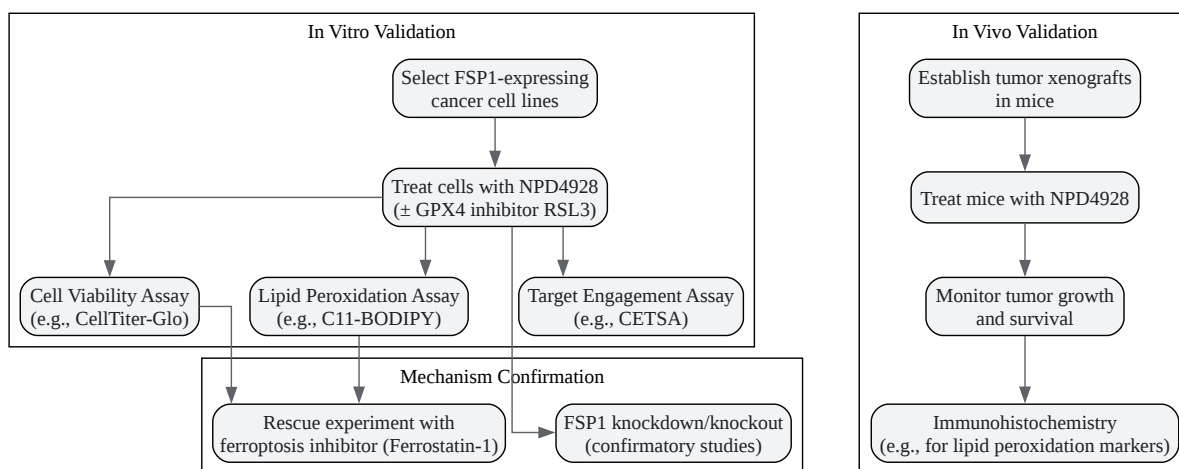 In Vitro Validation
Select FSP1-expressing
cancer cell lines
Treat cells with NPD4928
(± GPX4 inhibitor RSL3)
Cell Viability Assay
(e.g., CellTiter-Glo)
Lipid Peroxidation Assay
(e.g., C11-BODIPY)
Target Engagement Assay
(e.g., CETSA)
Mechanism Confirmation
Rescue experiment with
ferroptosis inhibitor (Ferrostatin-1)
FSP1 knockdown/knockout
(confirmatory studies)
In Vivo Validation
Establish tumor xenografts
in mice
Treat mice with NPD4928
Monitor tumor growth
and survival
Immunohistochemistry
(e.g., for lipid peroxidation markers)